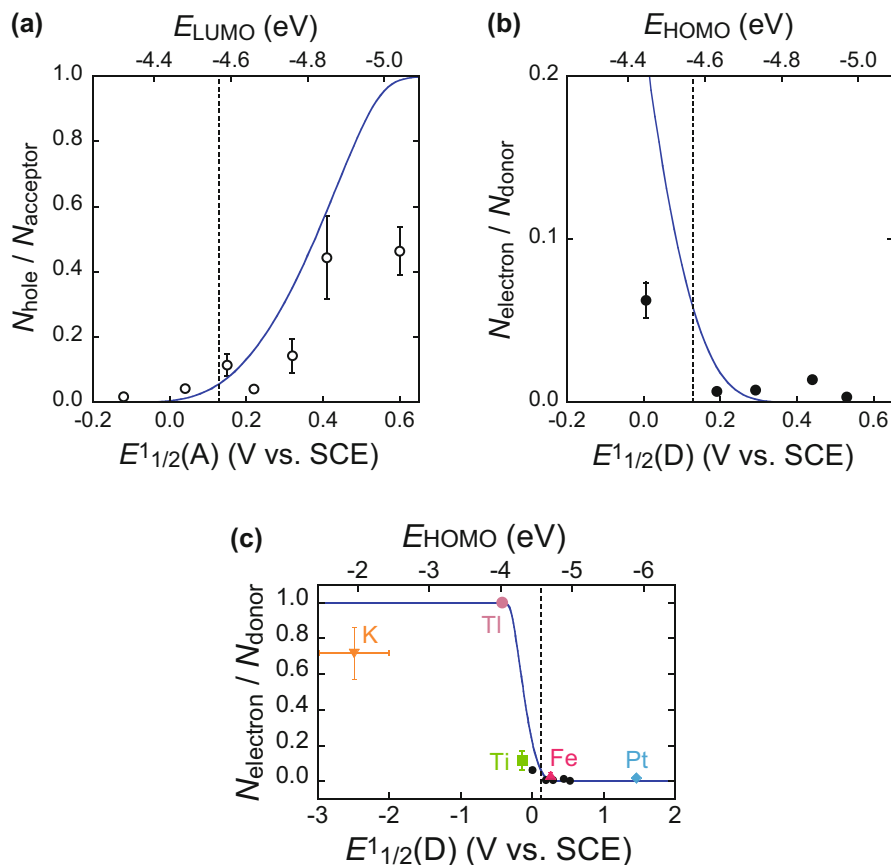 (a)
E_LUMO (eV)
-4.4 -4.6 -4.8 -5.0
1.0
0.8
0.6
0.4
0.2
0.0
N_hole / N_acceptor
-0.2 0.0 0.2 0.4 0.6
E¹_1/2(A) (V vs. SCE)
(b)
E_HOMO (eV)
-4.4 -4.6 -4.8 -5.0
0.2
0.1
0.0
N_electron / N_donor
-0.2 0.0 0.2 0.4 0.6
E¹_1/2(D) (V vs. SCE)
(c)
E_HOMO (eV)
-2 -3 -4 -5 -6
1.0
0.8
0.6
0.4
0.2
0.0
N_electron / N_donor
K
Tl
Ti
Fe
Pt
-3 -2 -1 0 1 2
E¹_1/2(D) (V vs. SCE)